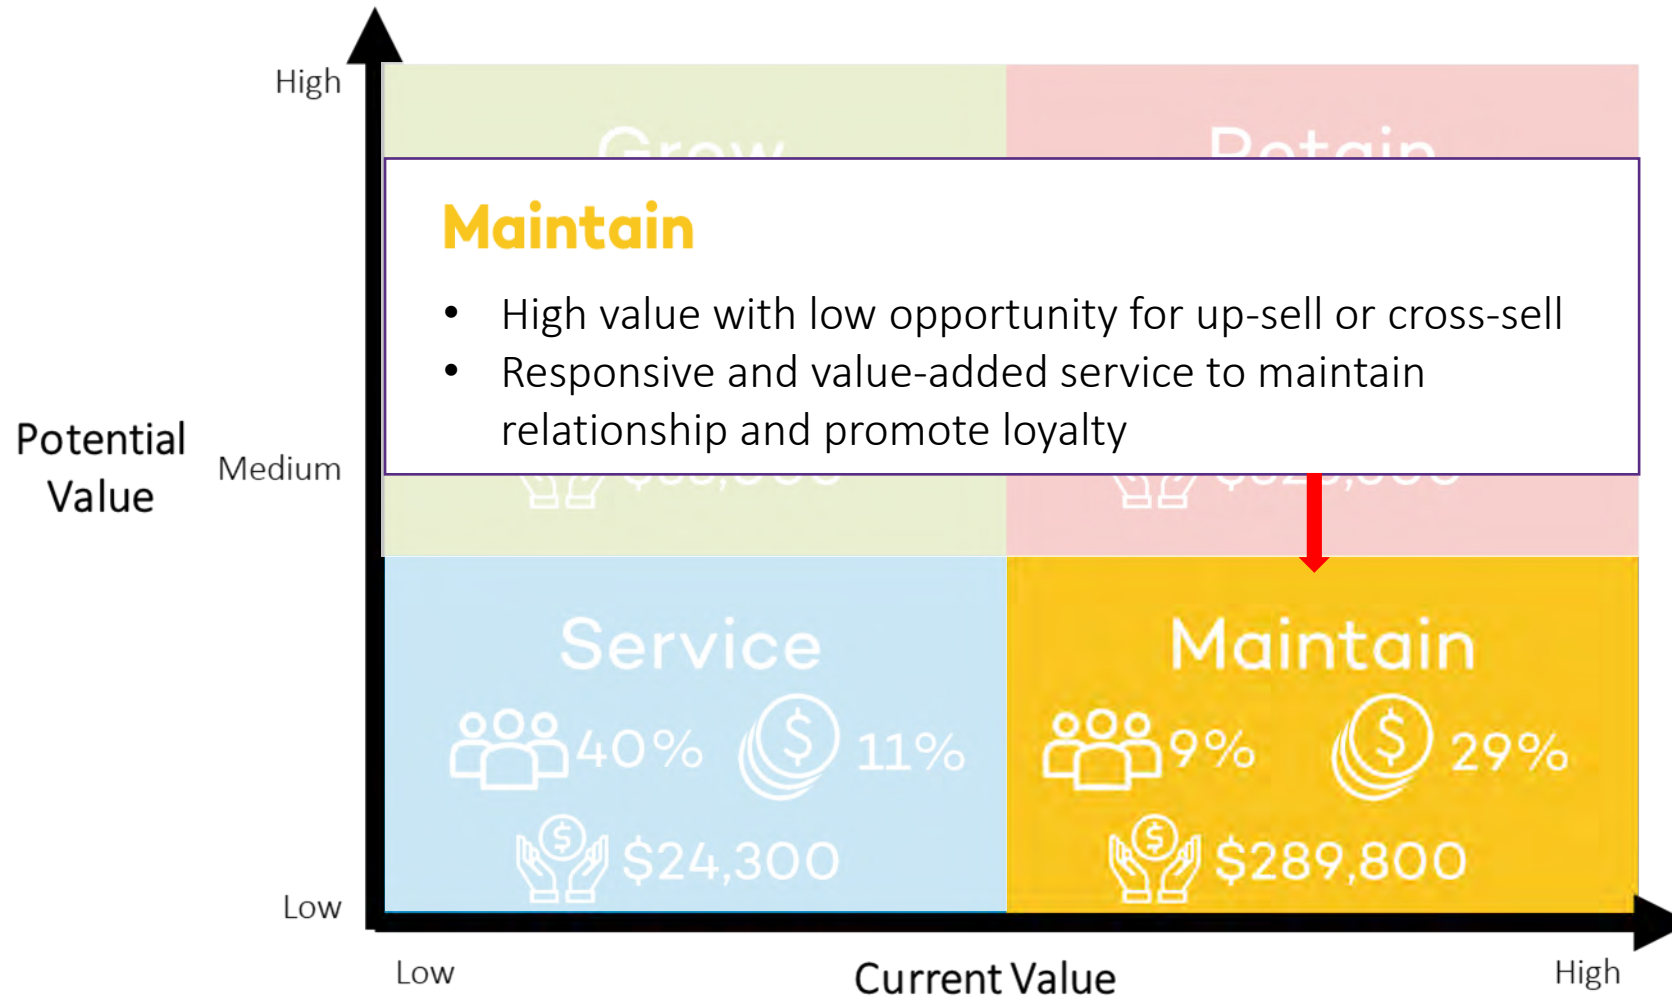 High
Grow
Retain
Maintain
• High value with low opportunity for up-sell or cross-sell
• Responsive and value-added service to maintain
relationship and promote loyalty
Potential
Value
Medium
Service
Maintain
40%
11%
9%
29%
$24,300
$289,800
Low
Low
Current Value
High